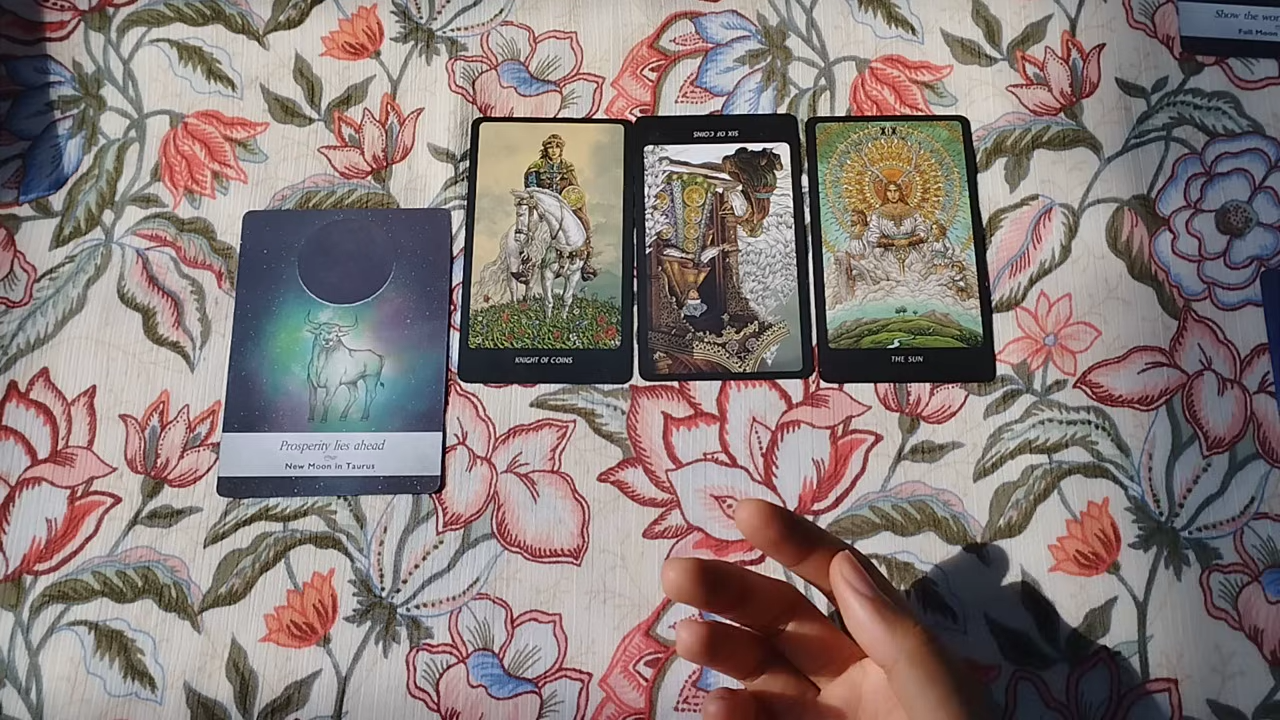 Show the wor
Full Moon
SIX OF COINS
XIX
KNIGHT OF COINS
THE SUN
Prosperity lies ahead
New Moon in Taurus